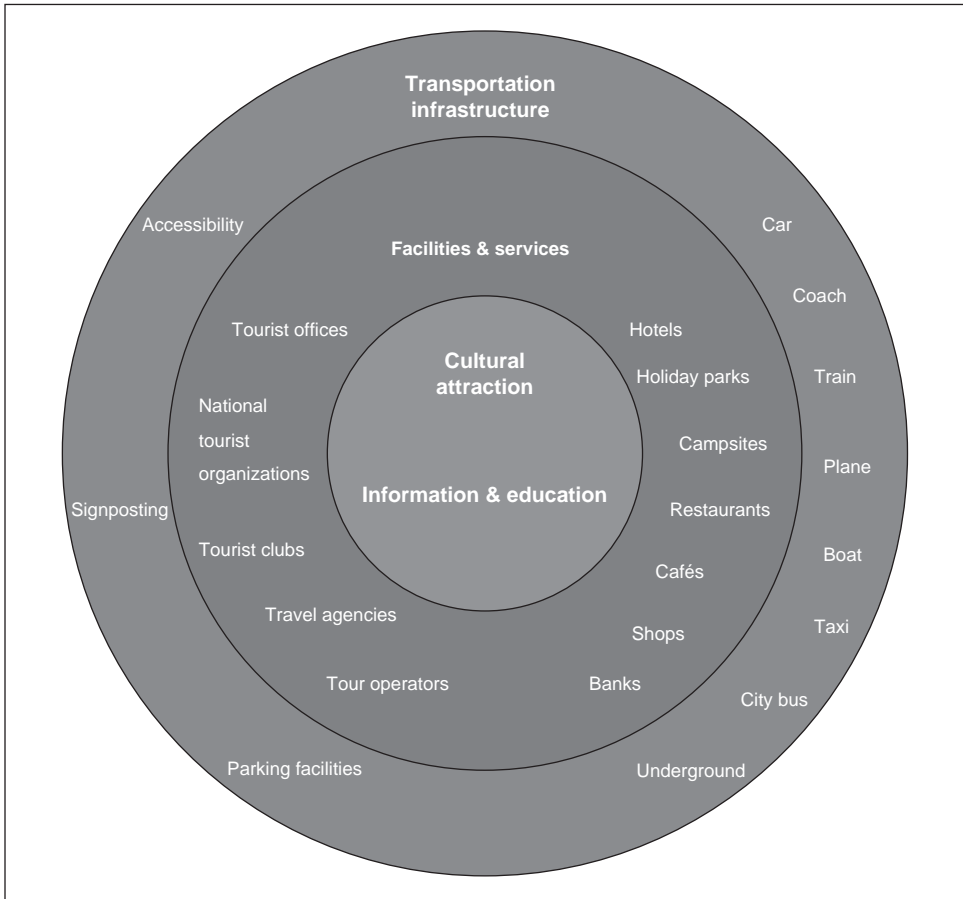 Transportation
infrastructure
Accessibility
Car
Facilities & services
Coach
Tourist offices
Hotels
Cultural
attraction
Holiday parks
Train
National
tourist
organizations
Campsites
Plane
Information & education
Signposting
Restaurants
Tourist clubs
Boat
Cafés
Travel agencies
Taxi
Shops
Tour operators
Banks
City bus
Parking facilities
Underground